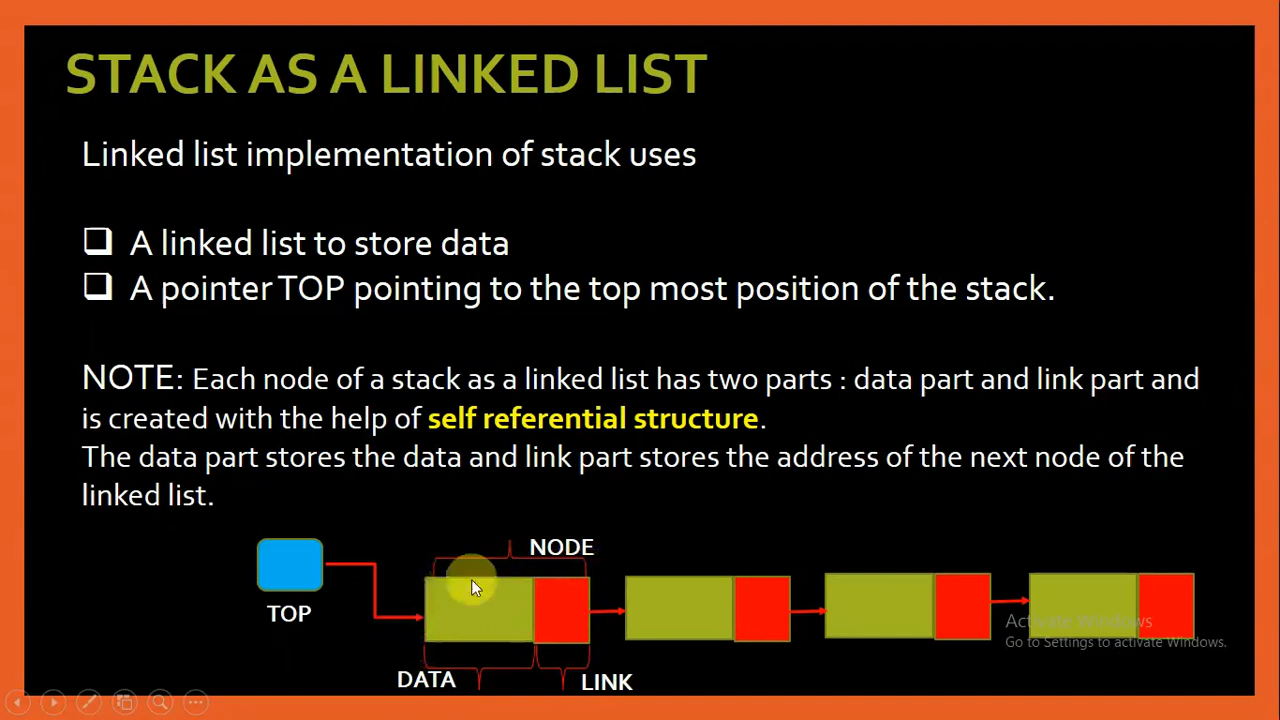 STACK AS A LINKED LIST
Linked list implementation of stack uses
❑ A linked list to store data
❑ A pointer TOP pointing to the top most position of the stack.
NOTE: Each node of a stack as a linked list has two parts : data part and link part and
is created with the help of self referential structure.
The data part stores the data and link part stores the address of the next node of the
linked list.
NODE
TOP
DATA
LINK
Activate Windows
Go to Settings to activate Windows.